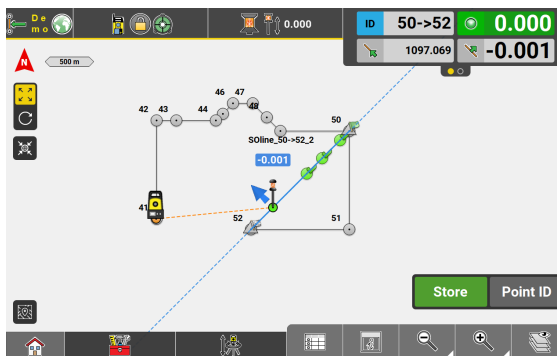 De
mo
0.000
ID
50->52
0.000
1097.069
-0.001
N
500 m
46
47
42
43
44
48
50
SOline_50->52_2
-0.001
41
52
51
Store
Point ID